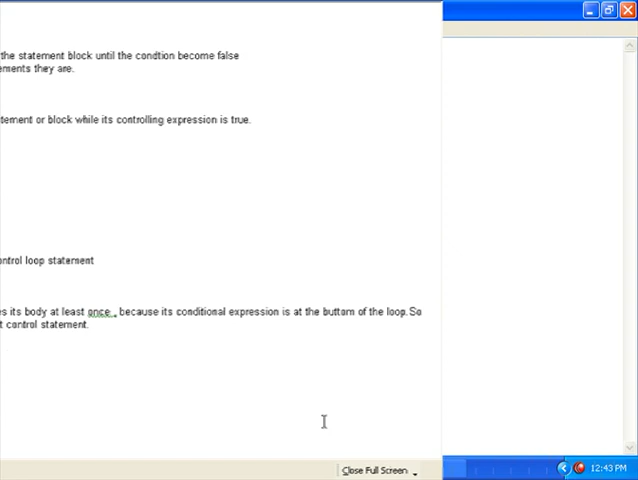 the statement block until the condtion become false
ements they are.
tement or block while its controlling expression is true.
ontrol loop statement
es its body at least once , because its conditional expression is at the buttom of the loop.So
t control statement.
Close Full Screen
12:43 PM